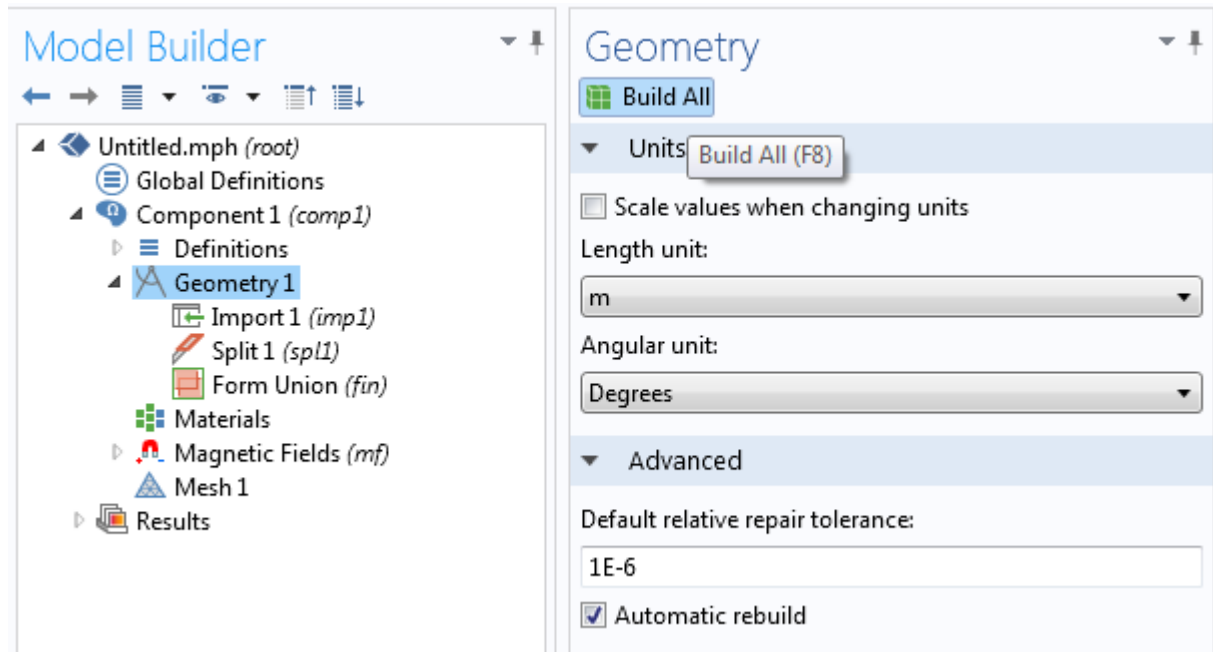 Model Builder
Untitled.mph (root)
Global Definitions
Component 1 (comp1)
Definitions
Geometry 1
Import 1 (imp1)
Split 1 (spl1)
Form Union (fin)
Materials
Magnetic Fields (mf)
Mesh 1
Results
Geometry
Build All
Units
Build All (F8)
Scale values when changing units
Length unit:
m
Angular unit:
Degrees
Advanced
Default relative repair tolerance:
1E-6
Automatic rebuild